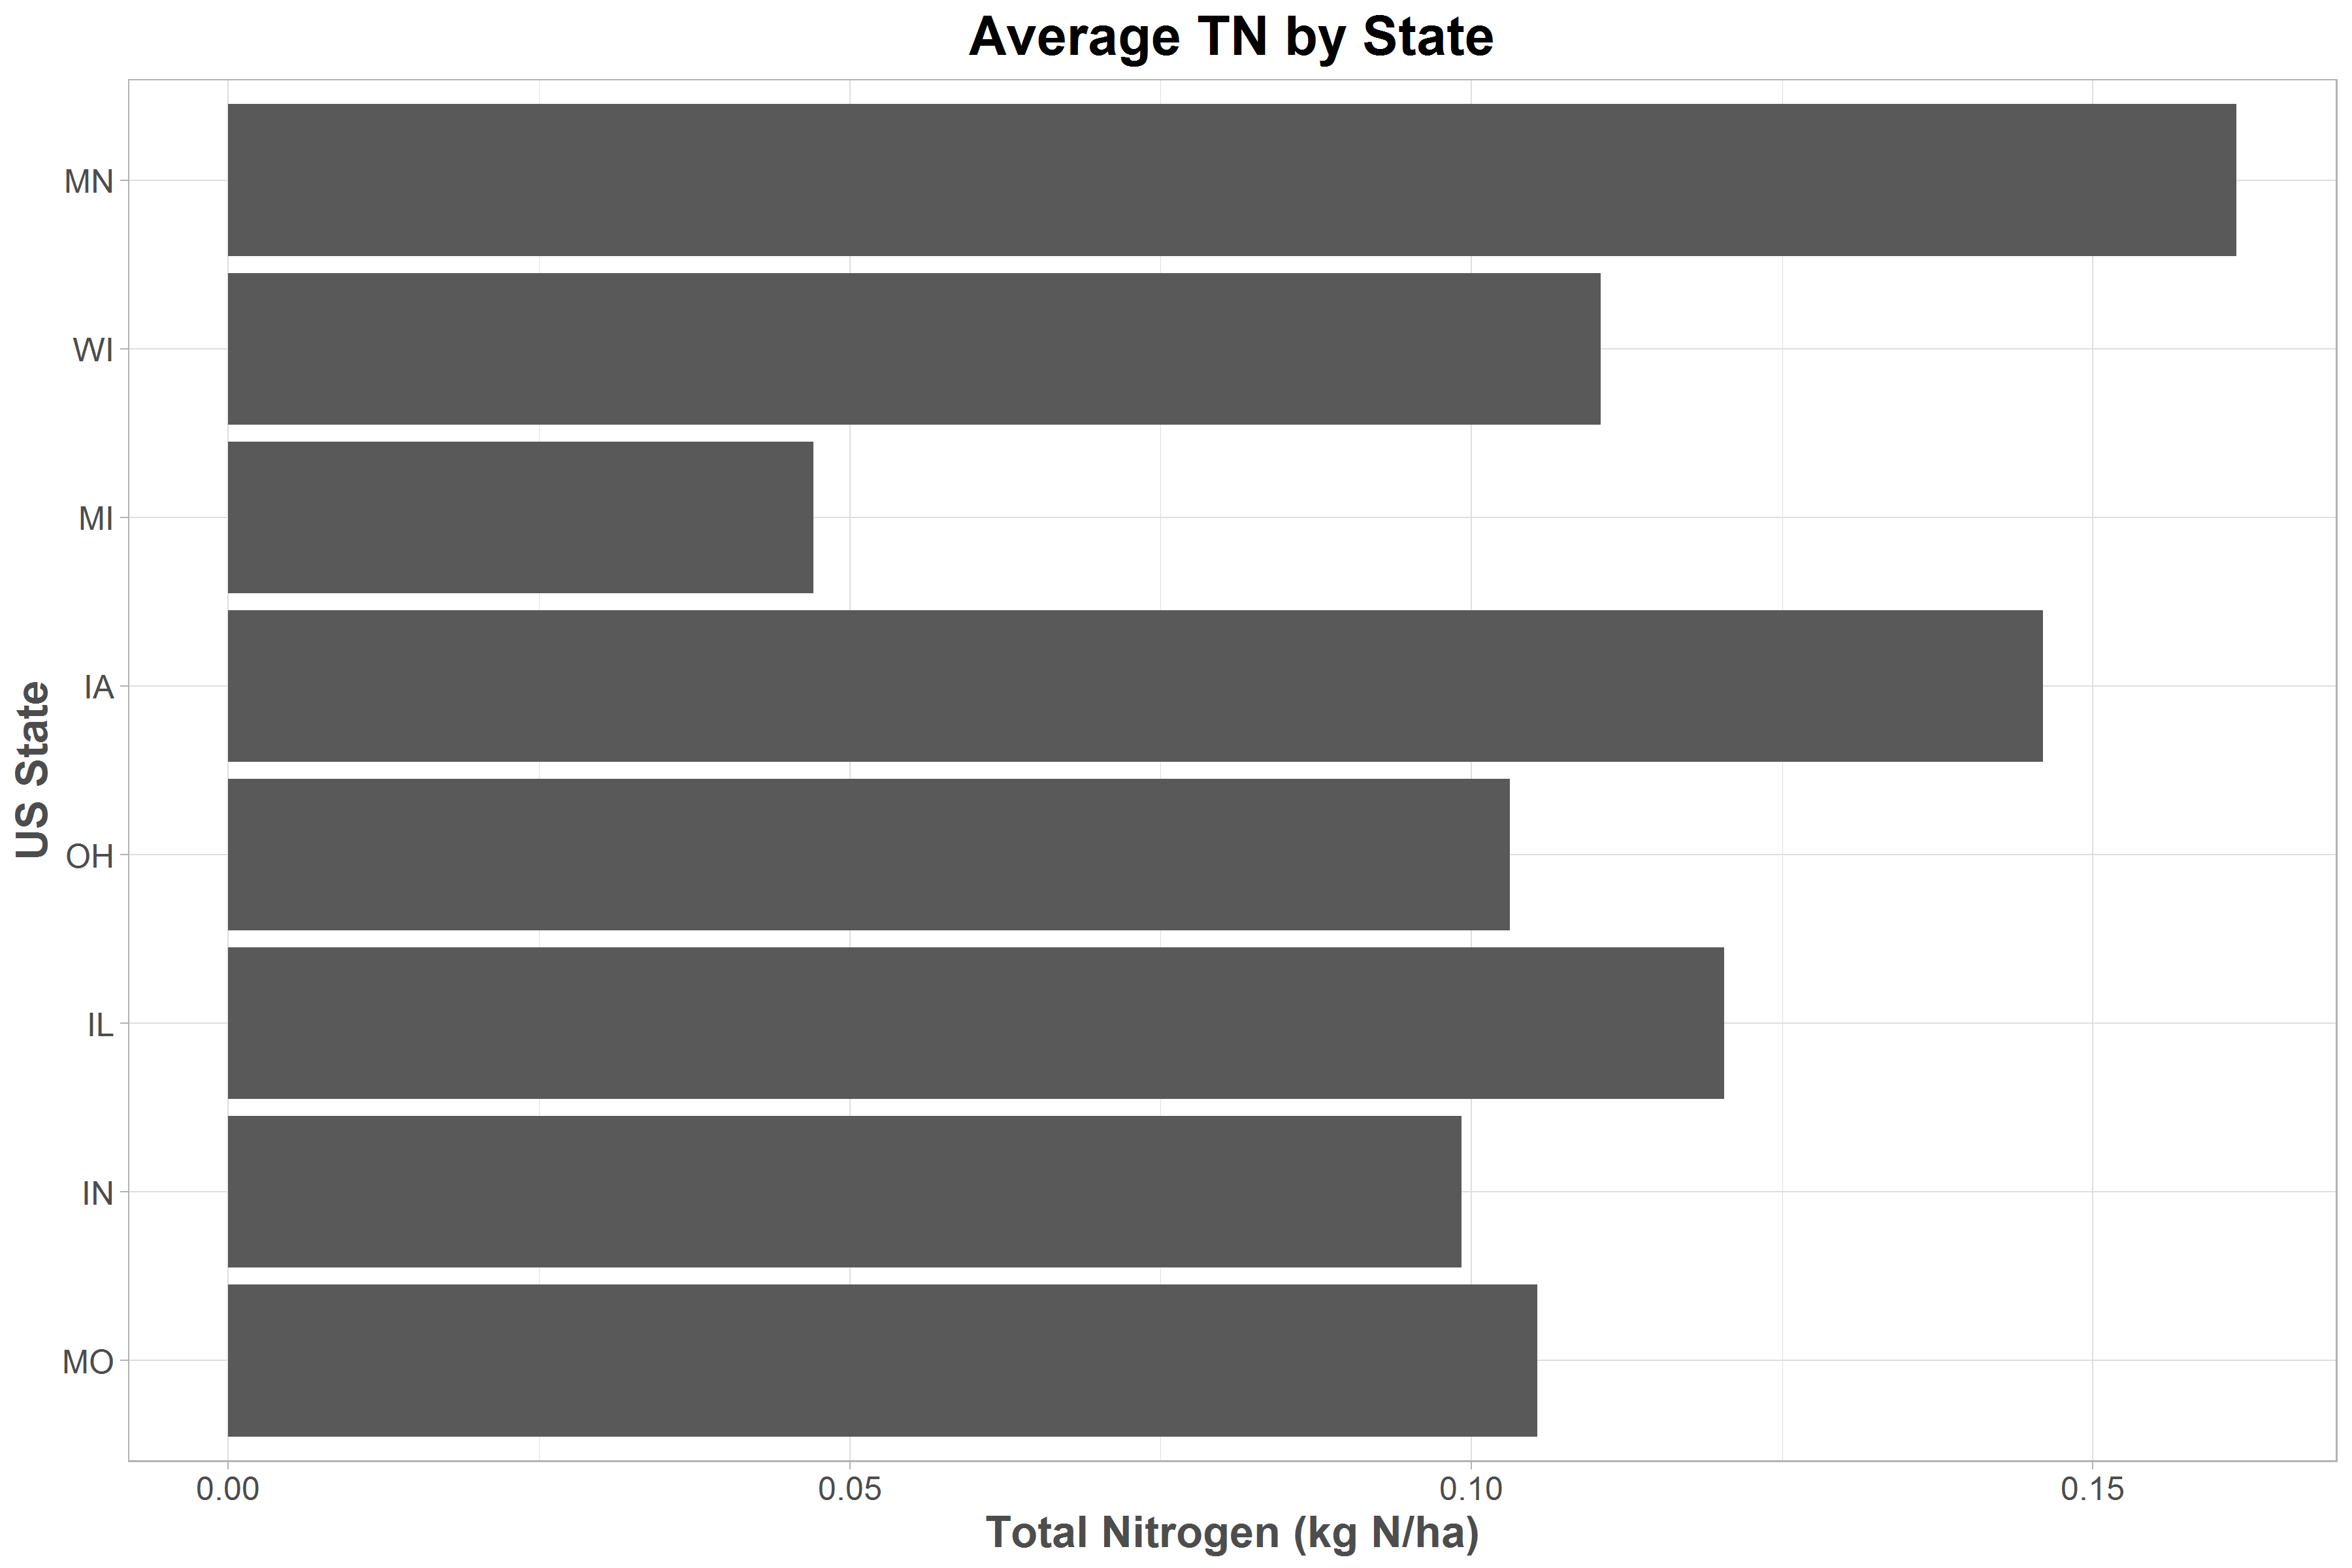 Average TN by State
US State
MN
WI
MI
IA
OH
IL
IN
MO
0.00 0.05 0.10 0.15
Total Nitrogen (kg N/ha)